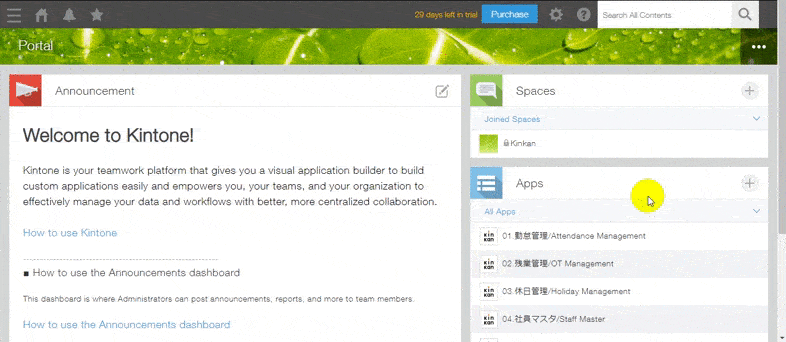 29 days left in trial
Purchase
Search All Contents
Portal
Announcement
Welcome to Kintone!
Kintone is your teamwork platform that gives you a visual application builder to build
custom applications easily and empowers you, your teams, and your organization to
effectively manage your data and workflows with better, more centralized collaboration.
How to use Kintone
■ How to use the Announcements dashboard
This dashboard is where Administrators can post announcements, reports, and more to team members.
How to use the Announcements dashboard
Spaces
Joined Spaces
Kinkan
Apps
All Apps
kin kan 01.勤怠管理/Attendance Management
kin kan 02.残業管理/OT Management
kin kan 03.休日管理/Holiday Management
kin kan 04.社員マスタ/Staff Master